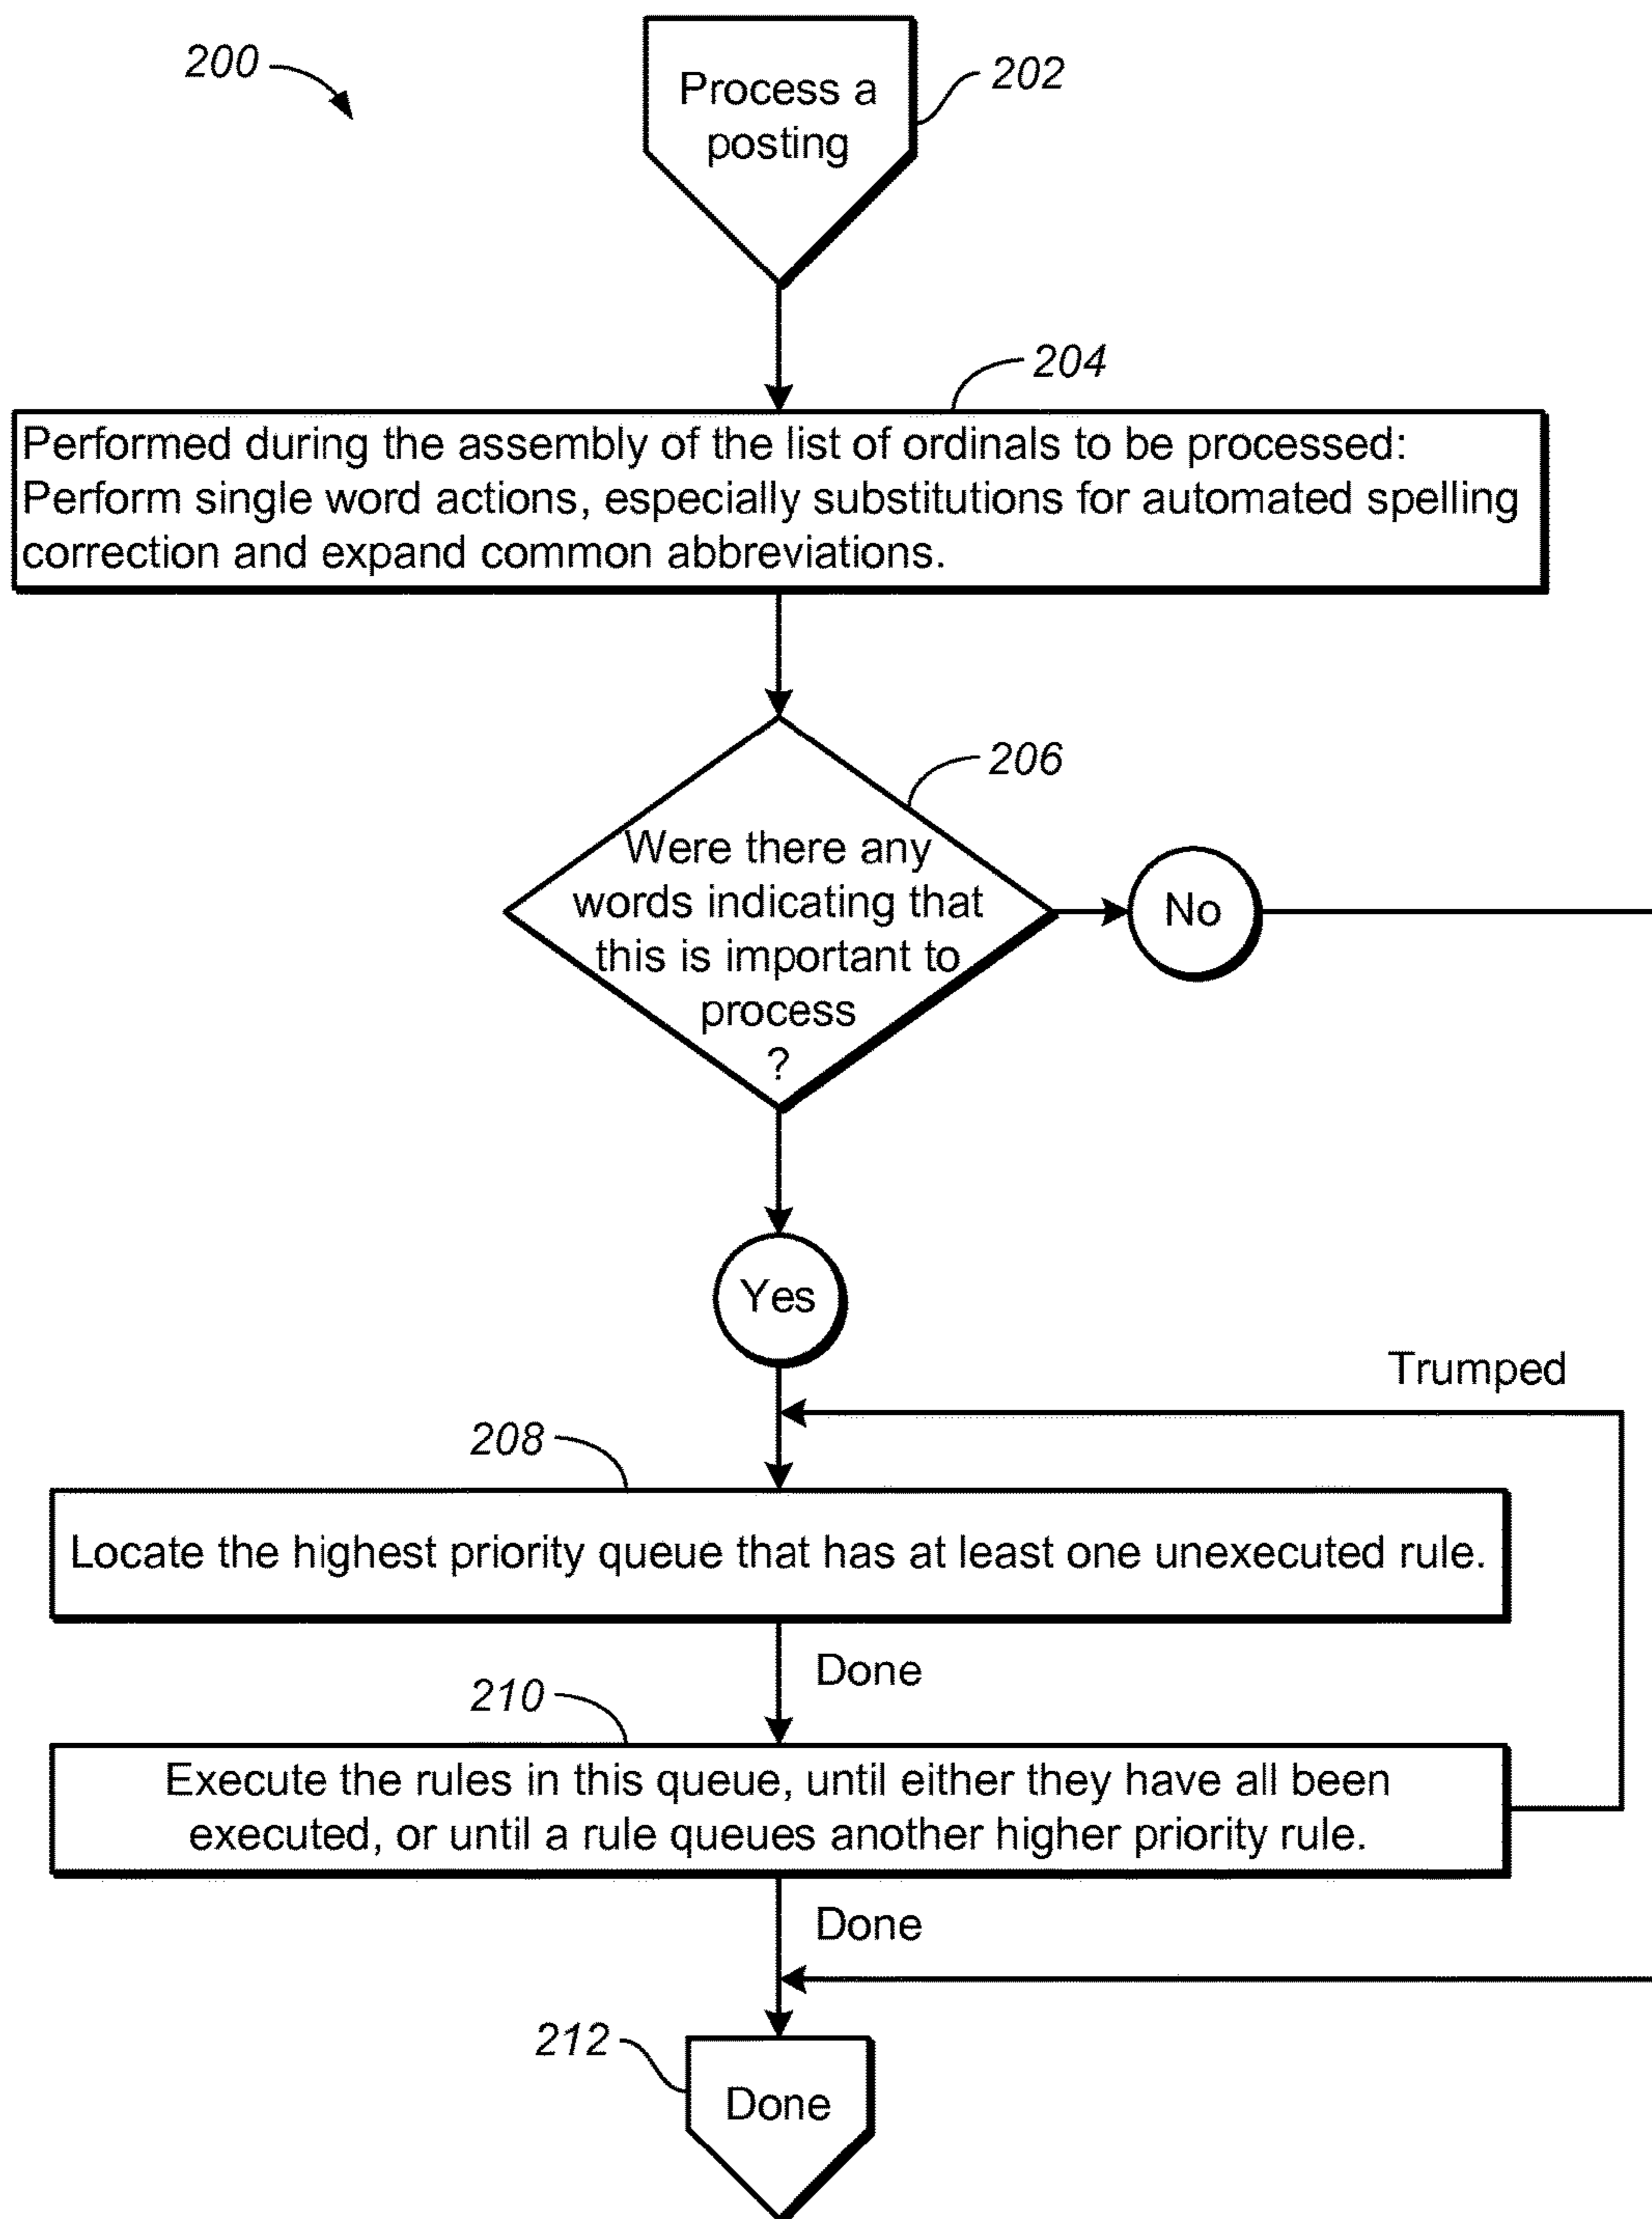 200
Process a
posting
202
204
Performed during the assembly of the list of ordinals to be processed:
Perform single word actions, especially substitutions for automated spelling
correction and expand common abbreviations.
206
Were there any
words indicating that
this is important to
process
?
No
Yes
Trumped
208
Locate the highest priority queue that has at least one unexecuted rule.
Done
210
Execute the rules in this queue, until either they have all been
executed, or until a rule queues another higher priority rule.
Done
212
Done